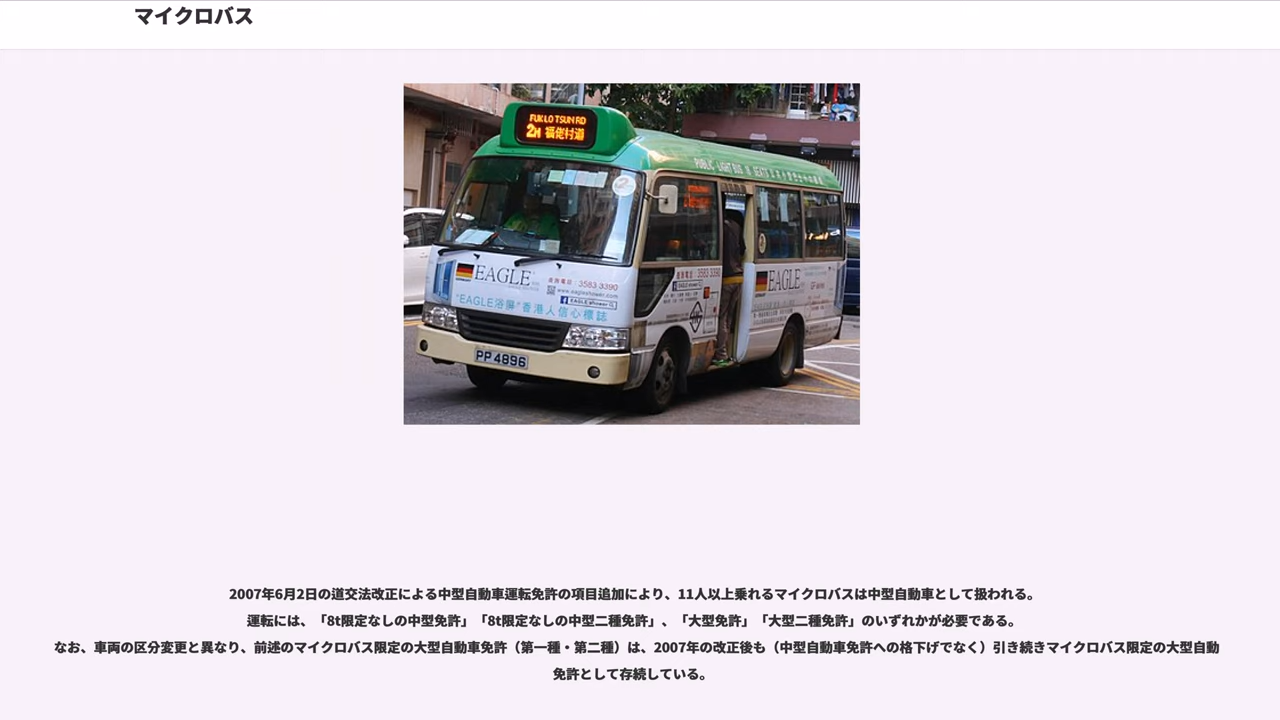 マイクロバス
FUK LO TSUN RD
2M 福佬村道
PUBLIC LIGHT BUS
EAGLE
3583 3390
www.eagleshower.com
EAGLE
"EAGLE浴屏"香港人信心標誌
PP 4896
3583 3390
EAGLE
2007年6月2日の道交法改正による中型自動車運転免許の項目追加により、11人以上乗れるマイクロバスは中型自動車として扱われる。
運転には、「8t限定なしの中型免許」「8t限定なしの中型二種免許」、「大型免許」「大型二種免許」のいずれかが必要である。
なお、車両の区分変更と異なり、前述のマイクロバス限定の大型自動車免許（第一種・第二種）は、2007年の改正後も（中型自動車免許への格下げでなく）引き続きマイクロバス限定の大型自動
免許として存続している。